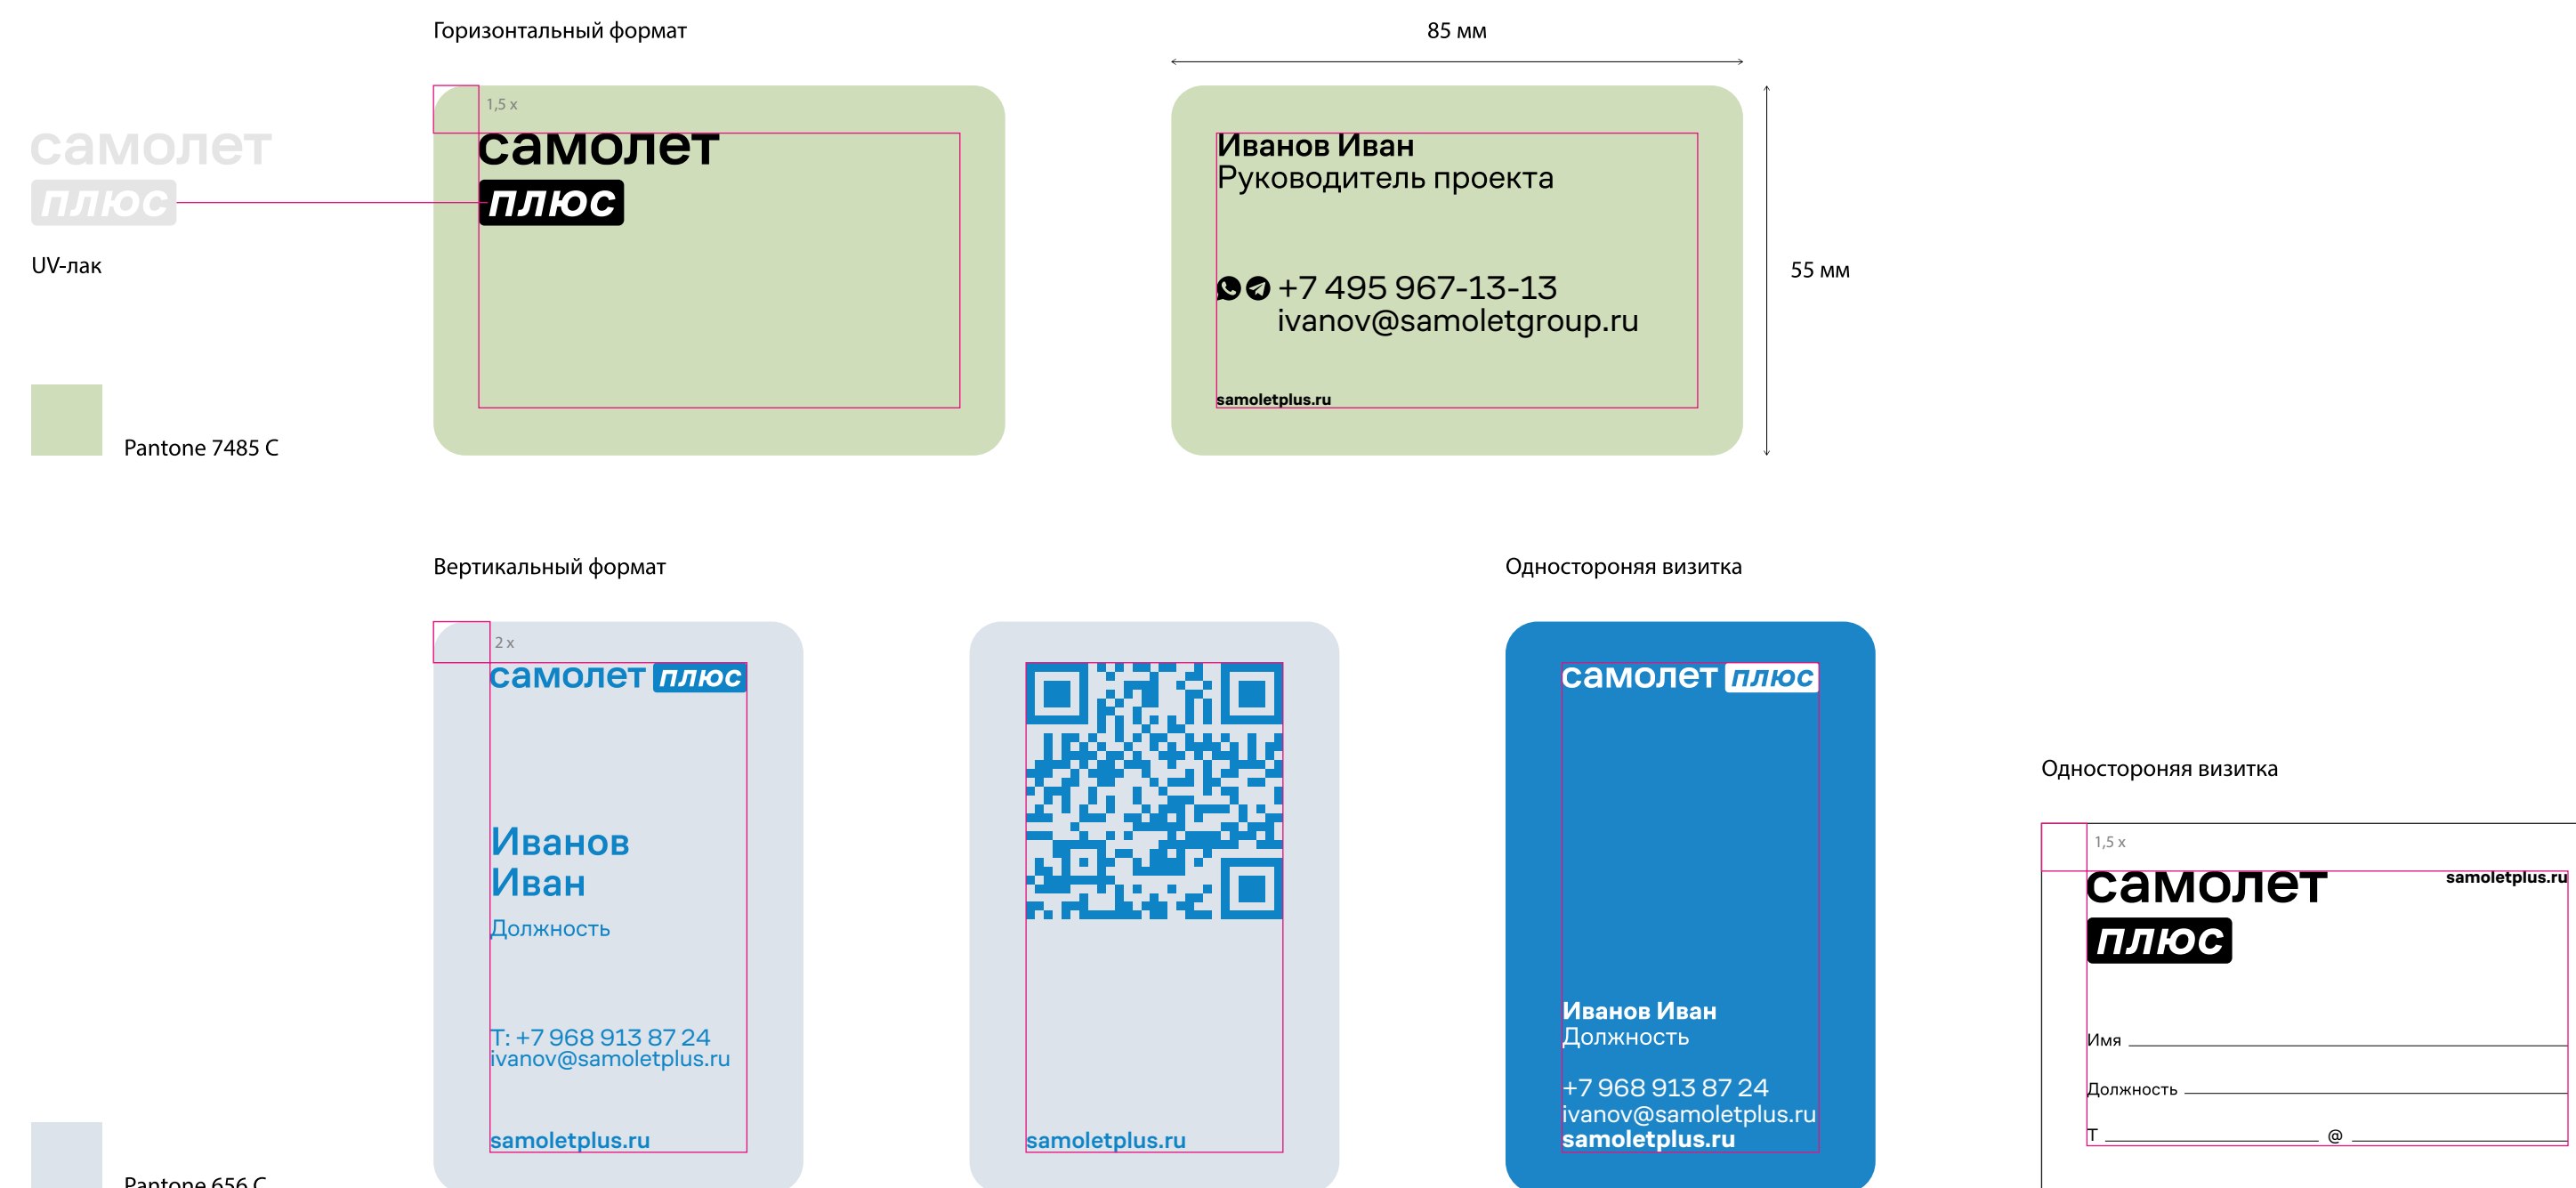 Горизонтальный формат
85 мм
1,5 x
самолет
плюс
самолет
плюс
UV-лак
Pantone 7485 C
Иванов Иван
Руководитель проекта
+7 495 967-13-13
ivanov@samoletgroup.ru
samoletplus.ru
55 мм
Вертикальный формат
2 x
самолет плюс
Иванов
Иван
Должность
T: +7 968 913 87 24
ivanov@samoletplus.ru
samoletplus.ru
samoletplus.ru
Pantone 656 C
Одностороняя визитка
самолет плюс
Иванов Иван
Должность
+7 968 913 87 24
ivanov@samoletplus.ru
samoletplus.ru
Одностороняя визитка
1,5 x
самолет
плюс
samoletplus.ru
Имя
Должность
Т @